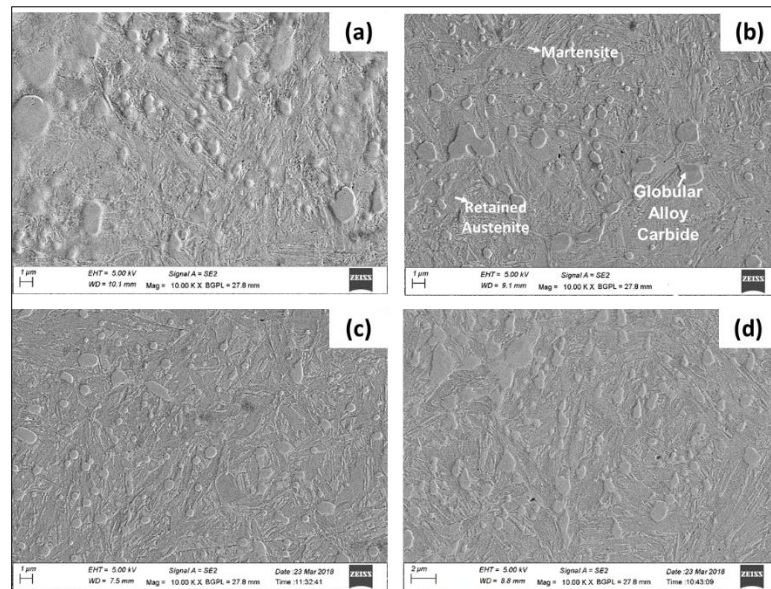 (a)
1 µm
EHT = 5.00 kV Signal A = SE2
WD = 10.1 mm Mag = 10.00 K X BGPL = 27.8 mm
ZEISS
(b)
Martensite
Retained
Austenite
Globular
Alloy
Carbide
1 µm
EHT = 5.00 kV Signal A = SE2
WD = 9.1 mm Mag = 10.00 K X BGPL = 27.8 mm
ZEISS
(c)
1 µm
EHT = 5.00 kV Signal A = SE2 Date :23 Mar 2018
WD = 7.5 mm Mag = 10.00 K X BGPL = 27.8 mm Time :11:32:41
ZEISS
(d)
2 µm
EHT = 5.00 kV Signal A = SE2 Date :23 Mar 2018
WD = 8.8 mm Mag = 10.00 K X BGPL = 27.8 mm Time :10:43:09
ZEISS